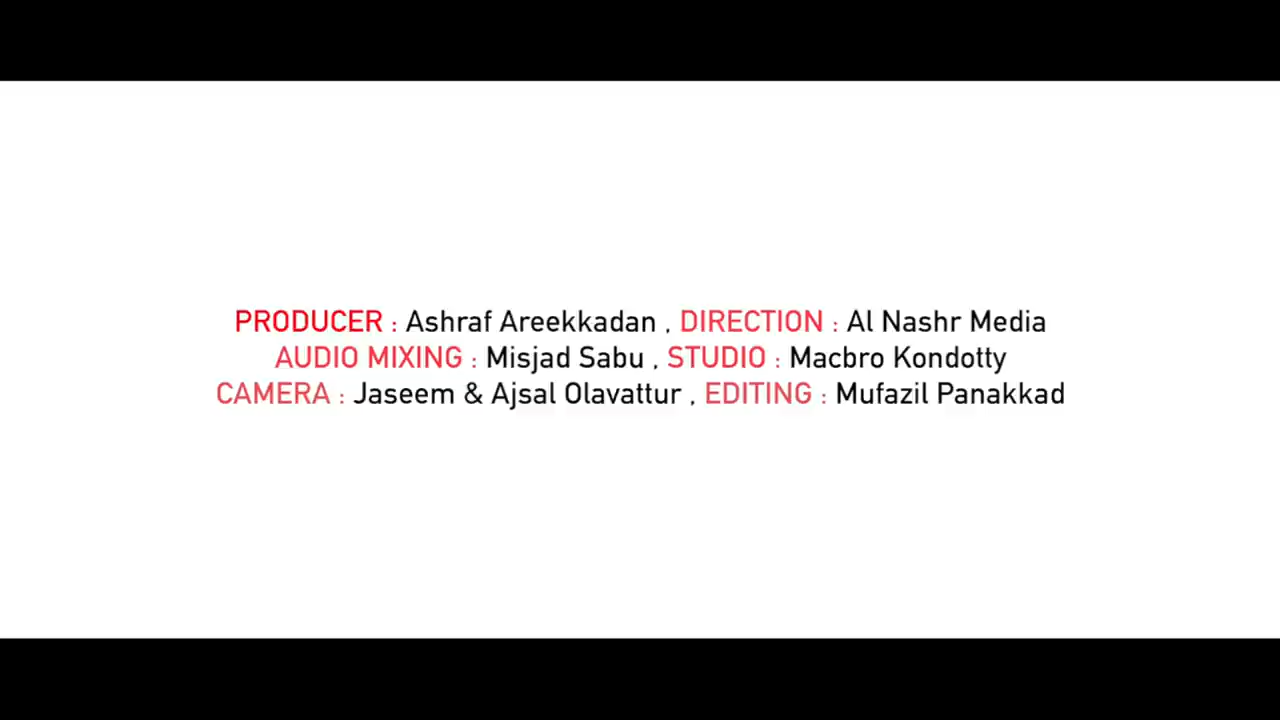 PRODUCER : Ashraf Areekkadan , DIRECTION : Al Nashr Media
AUDIO MIXING : Misjad Sabu , STUDIO : Macbro Kondotty
CAMERA : Jaseem & Ajsal Olavattur , EDITING : Mufazil Panakkad